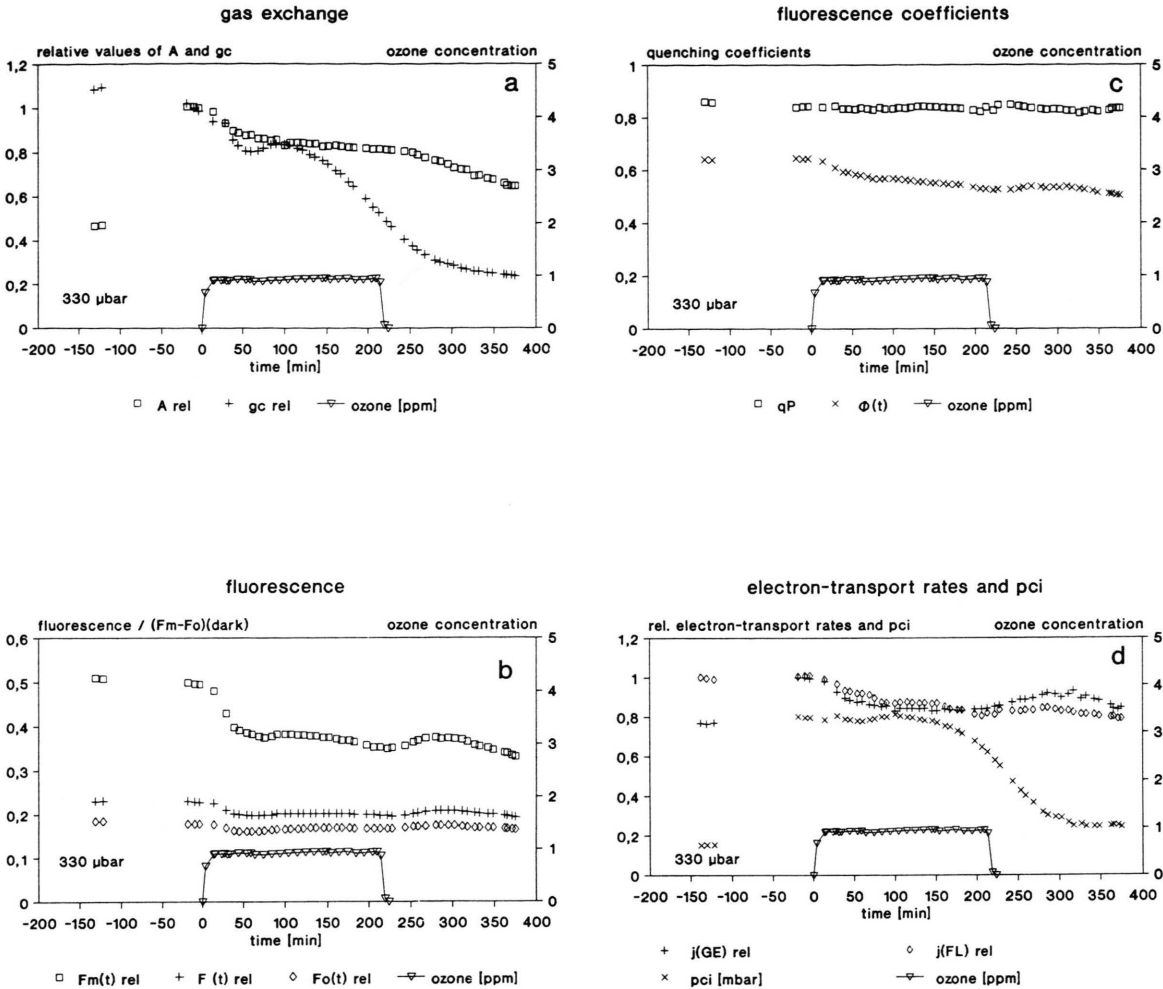 gas exchange
relative values of A and gc ozone concentration
1,2
1
0,8
0,6
0,4
0,2
0
5
4
3
2
1
0
a
330 µbar
-200 -150 -100 -50 0 50 100 150 200 250 300 350 400
time [min]
□ A rel + gc rel ▽ ozone [ppm]
fluorescence coefficients
quenching coefficients ozone concentration
1
0,8
0,6
0,4
0,2
0
5
4
3
2
1
0
c
330 µbar
-200 -150 -100 -50 0 50 100 150 200 250 300 350 400
time [min]
□ qP × Φ(t) ▽ ozone [ppm]
fluorescence
fluorescence / (Fm-Fo)(dark) ozone concentration
0,6
0,5
0,4
0,3
0,2
0,1
0
5
4
3
2
1
0
b
330 µbar
-200 -150 -100 -50 0 50 100 150 200 250 300 350 400
time [min]
□ Fm(t) rel + F (t) rel ◇ Fo(t) rel ▽ ozone [ppm]
electron-transport rates and pci
rel. electron-transport rates and pci ozone concentration
1,2
1
0,8
0,6
0,4
0,2
0
5
4
3
2
1
0
d
330 µbar
-200 -150 -100 -50 0 50 100 150 200 250 300 350 400
time [min]
+ j(GE) rel ◇ j(FL) rel
× pci [mbar] ▽ ozone [ppm]